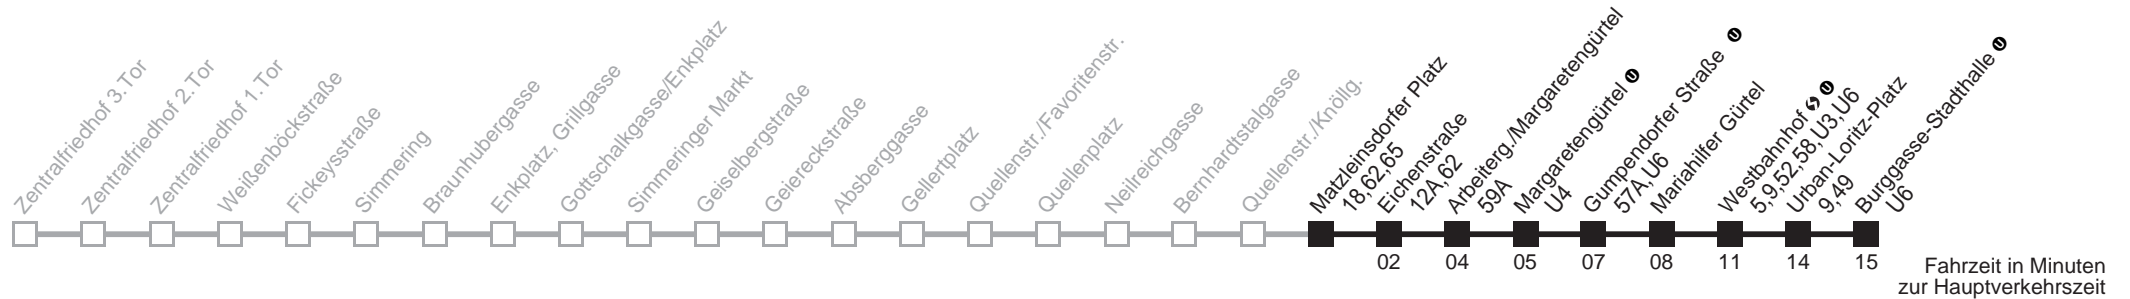 Zentralfriedhof 3.Tor
Zentralfriedhof 2.Tor
Zentralfriedhof 1.Tor
Weißenböckstraße
Fickeysstraße
Simmering
Braunhubergasse
Enkplatz, Grillgasse
Gottschalkgasse/Enkplatz
Simmeringer Markt
Geiselbergstraße
Geiereckstraße
Absberggasse
Gellertplatz
Quellenstr./Favoritenstr.
Quellenplatz
Neilreichgasse
Bernhardtstalgasse
Quellenstr./Knöllg.
Matzleinsdorfer Platz
18,62,65
Eichenstraße
12A,62
Arbeiterg./Margaretengürtel
59A
Margaretengürtel U
U4
Gumpendorfer Straße U
57A,U6
Mariahilfer Gürtel
Westbahnhof U
5,9,52,58,U3,U6
Urban-Loritz-Platz
9,49
Burggasse-Stadthalle U
U6
02 04 05 07 08 11 14 15
Fahrzeit in Minuten
zur Hauptverkehrszeit